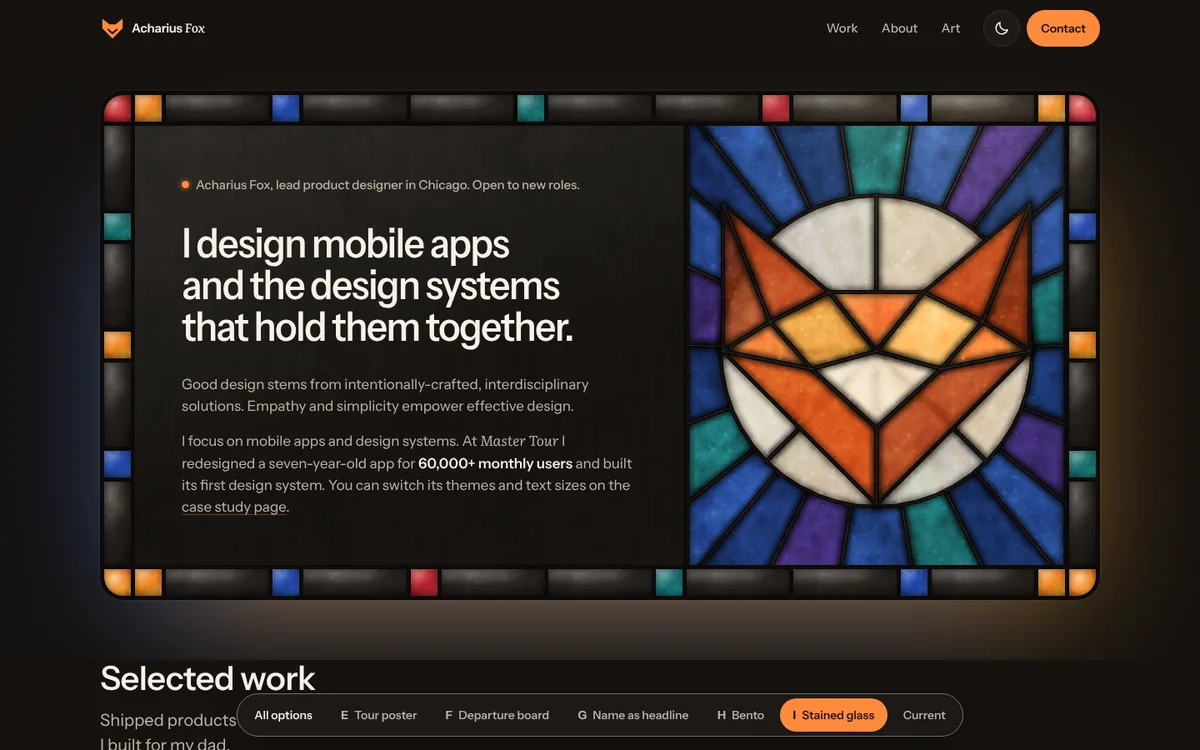 Acharius Fox
Work
About
Art
Contact
Acharius Fox, lead product designer in Chicago. Open to new roles.
I design mobile apps
and the design systems
that hold them together.
Good design stems from intentionally-crafted, interdisciplinary
solutions. Empathy and simplicity empower effective design.
I focus on mobile apps and design systems. At Master Tour I
redesigned a seven-year-old app for 60,000+ monthly users and built
its first design system. You can switch its themes and text sizes on the
case study page.
Selected work
Shipped products
I built for my dad.
All options
E Tour poster
F Departure board
G Name as headline
H Bento
I Stained glass
Current